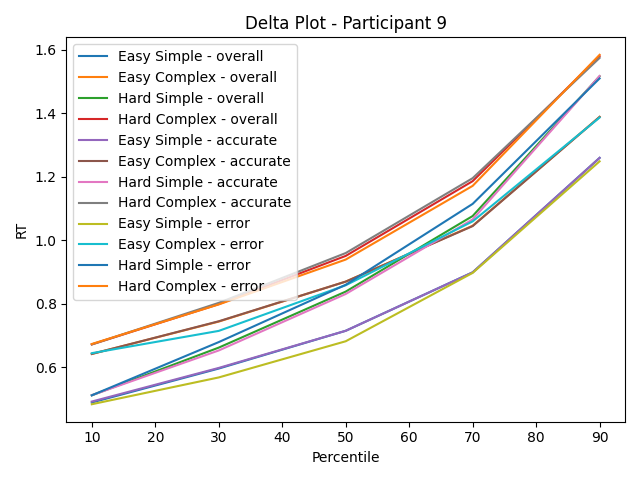 Delta Plot - Participant 9
Easy Simple - overall
Easy Complex - overall
Hard Simple - overall
Hard Complex - overall
Easy Simple - accurate
Easy Complex - accurate
Hard Simple - accurate
Hard Complex - accurate
Easy Simple - error
Easy Complex - error
Hard Simple - error
Hard Complex - error
RT
1.6
1.4
1.2
1.0
0.8
0.6
10 20 30 40 50 60 70 80 90
Percentile